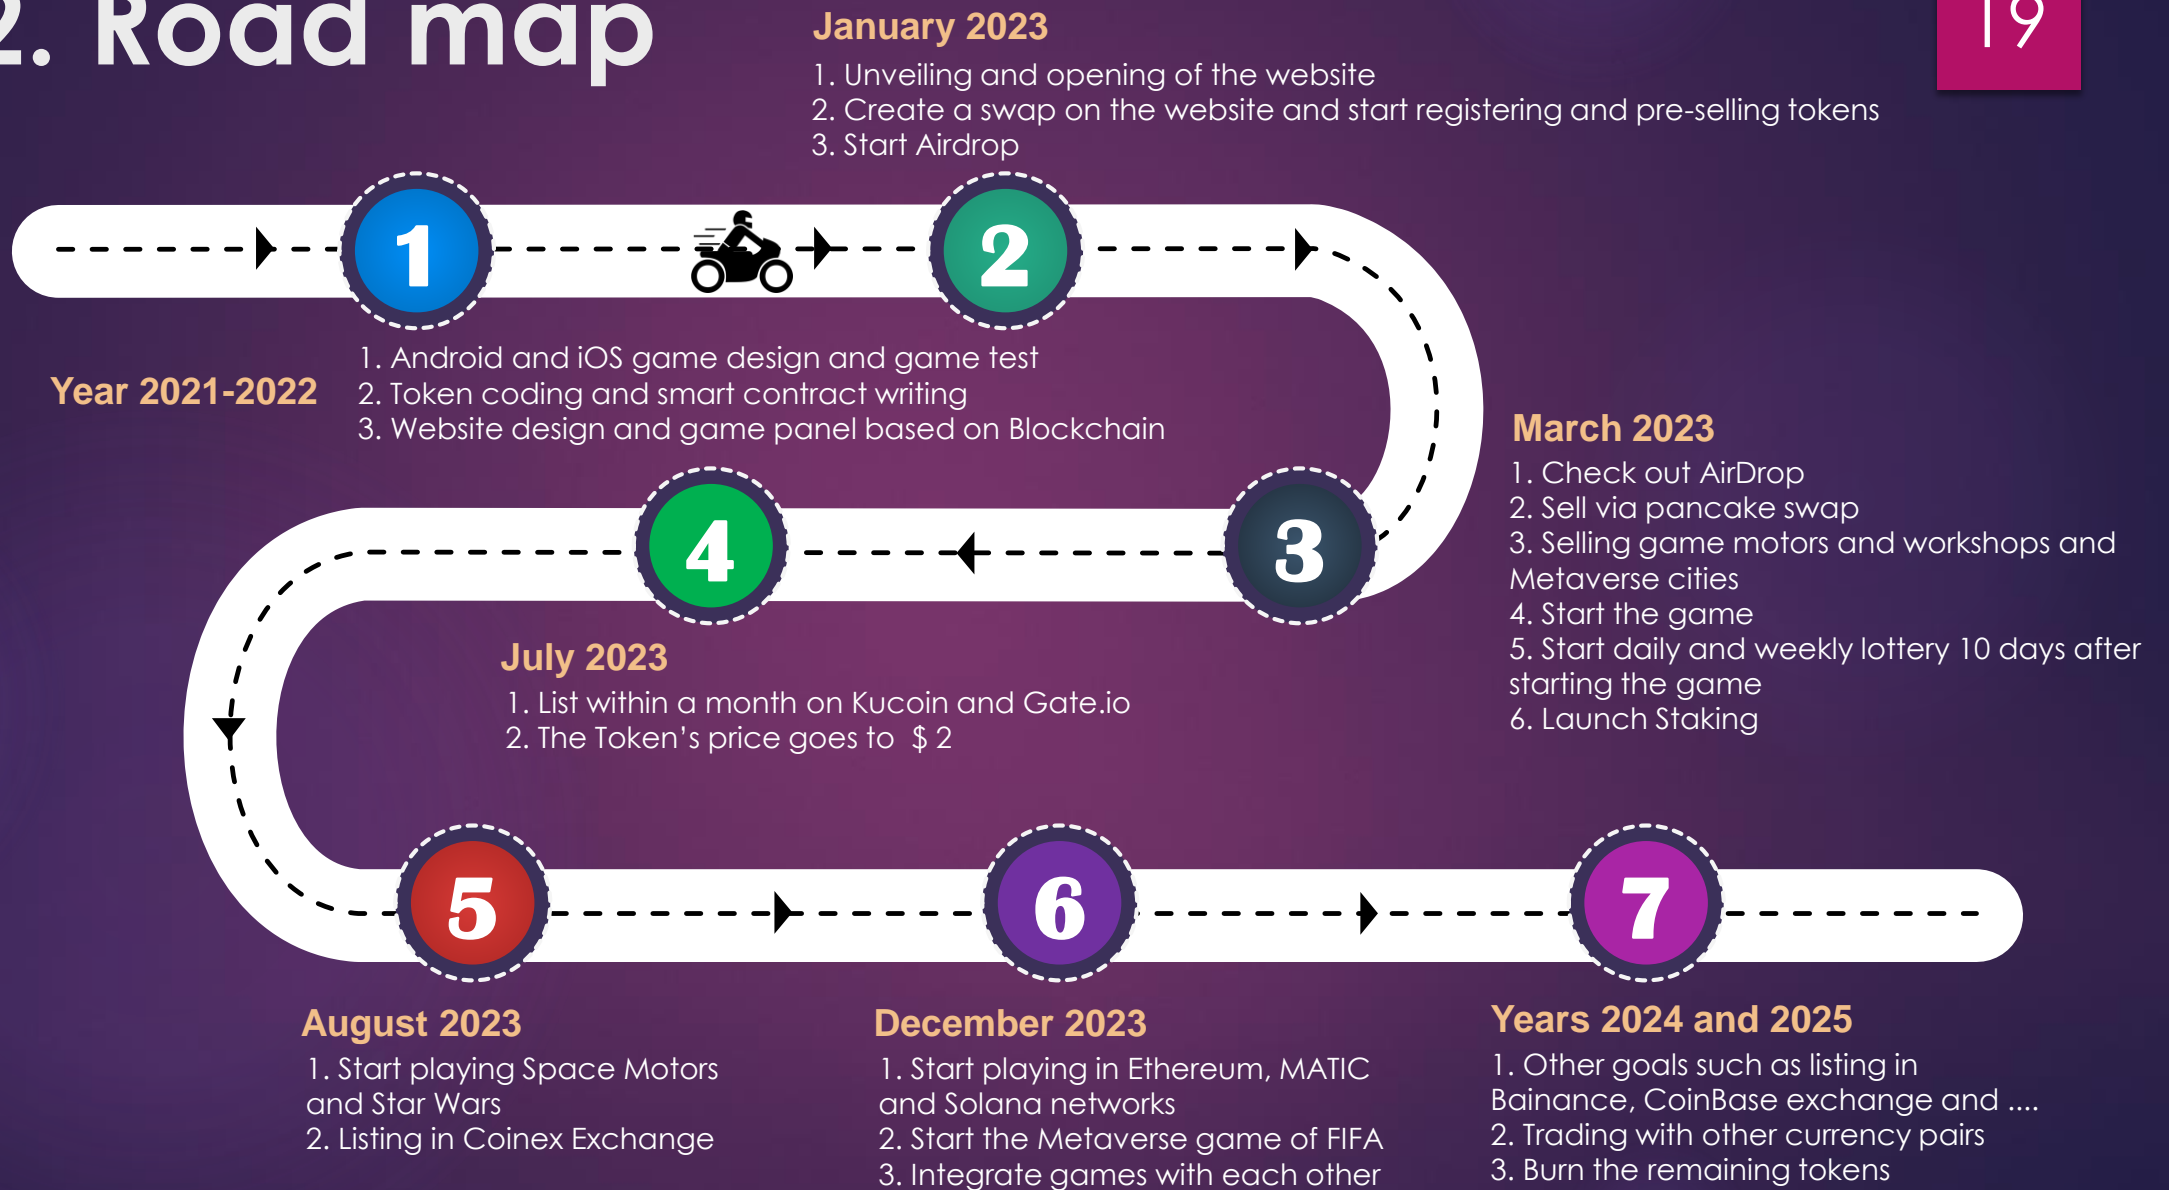 2. Road map
19
January 2023
1. Unveiling and opening of the website
2. Create a swap on the website and start registering and pre-selling tokens
3. Start Airdrop
1
2
Year 2021-2022
1. Android and iOS game design and game test
2. Token coding and smart contract writing
3. Website design and game panel based on Blockchain
3
March 2023
1. Check out AirDrop
2. Sell via pancake swap
3. Selling game motors and workshops and
Metaverse cities
4. Start the game
5. Start daily and weekly lottery 10 days after
starting the game
6. Launch Staking
4
July 2023
1. List within a month on Kucoin and Gate.io
2. The Token’s price goes to $ 2
5
6
7
August 2023
1. Start playing Space Motors
and Star Wars
2. Listing in Coinex Exchange
December 2023
1. Start playing in Ethereum, MATIC
and Solana networks
2. Start the Metaverse game of FIFA
3. Integrate games with each other
Years 2024 and 2025
1. Other goals such as listing in
Bainance, CoinBase exchange and ....
2. Trading with other currency pairs
3. Burn the remaining tokens